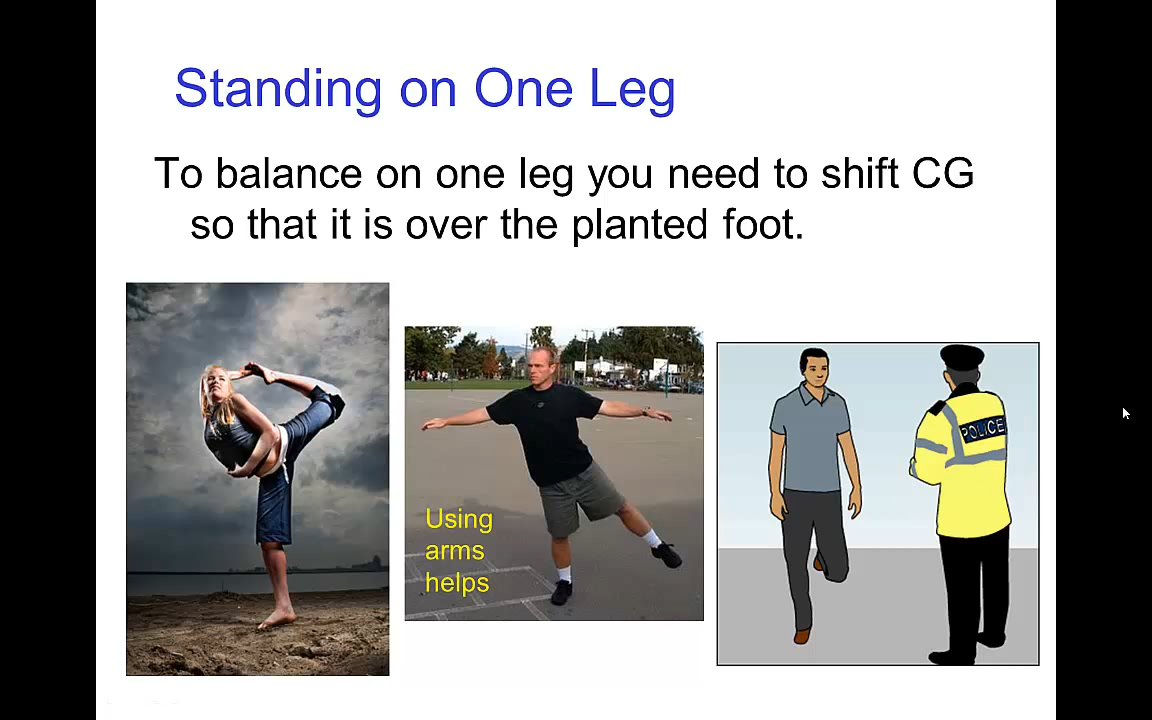 Standing on One Leg
To balance on one leg you need to shift CG
so that it is over the planted foot.
Using
arms
helps
POLICE